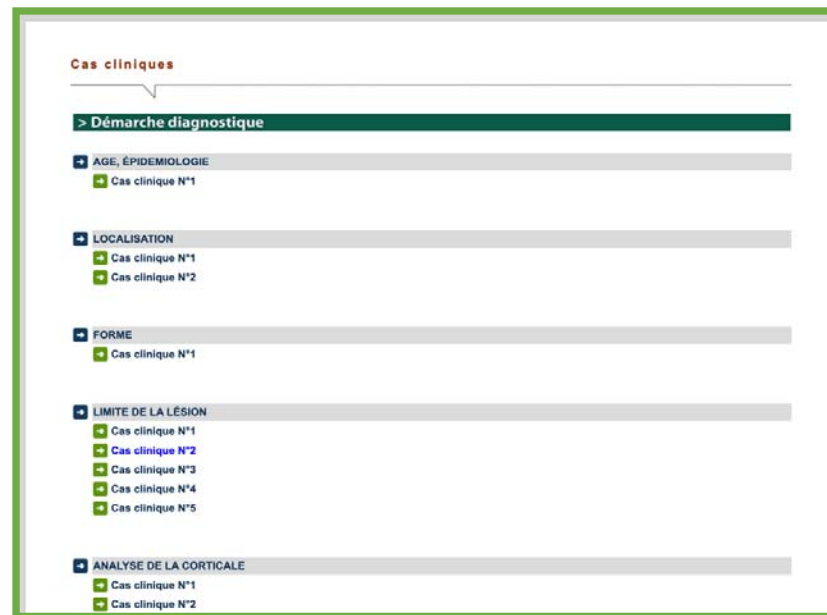 Cas cliniques
> Démarche diagnostique
AGE, ÉPIDEMIOLOGIE
Cas clinique N°1
LOCALISATION
Cas clinique N°1
Cas clinique N°2
FORME
Cas clinique N°1
LIMITE DE LA LÉSION
Cas clinique N°1
Cas clinique N°2
Cas clinique N°3
Cas clinique N°4
Cas clinique N°5
ANALYSE DE LA CORTICALE
Cas clinique N°1
Cas clinique N°2